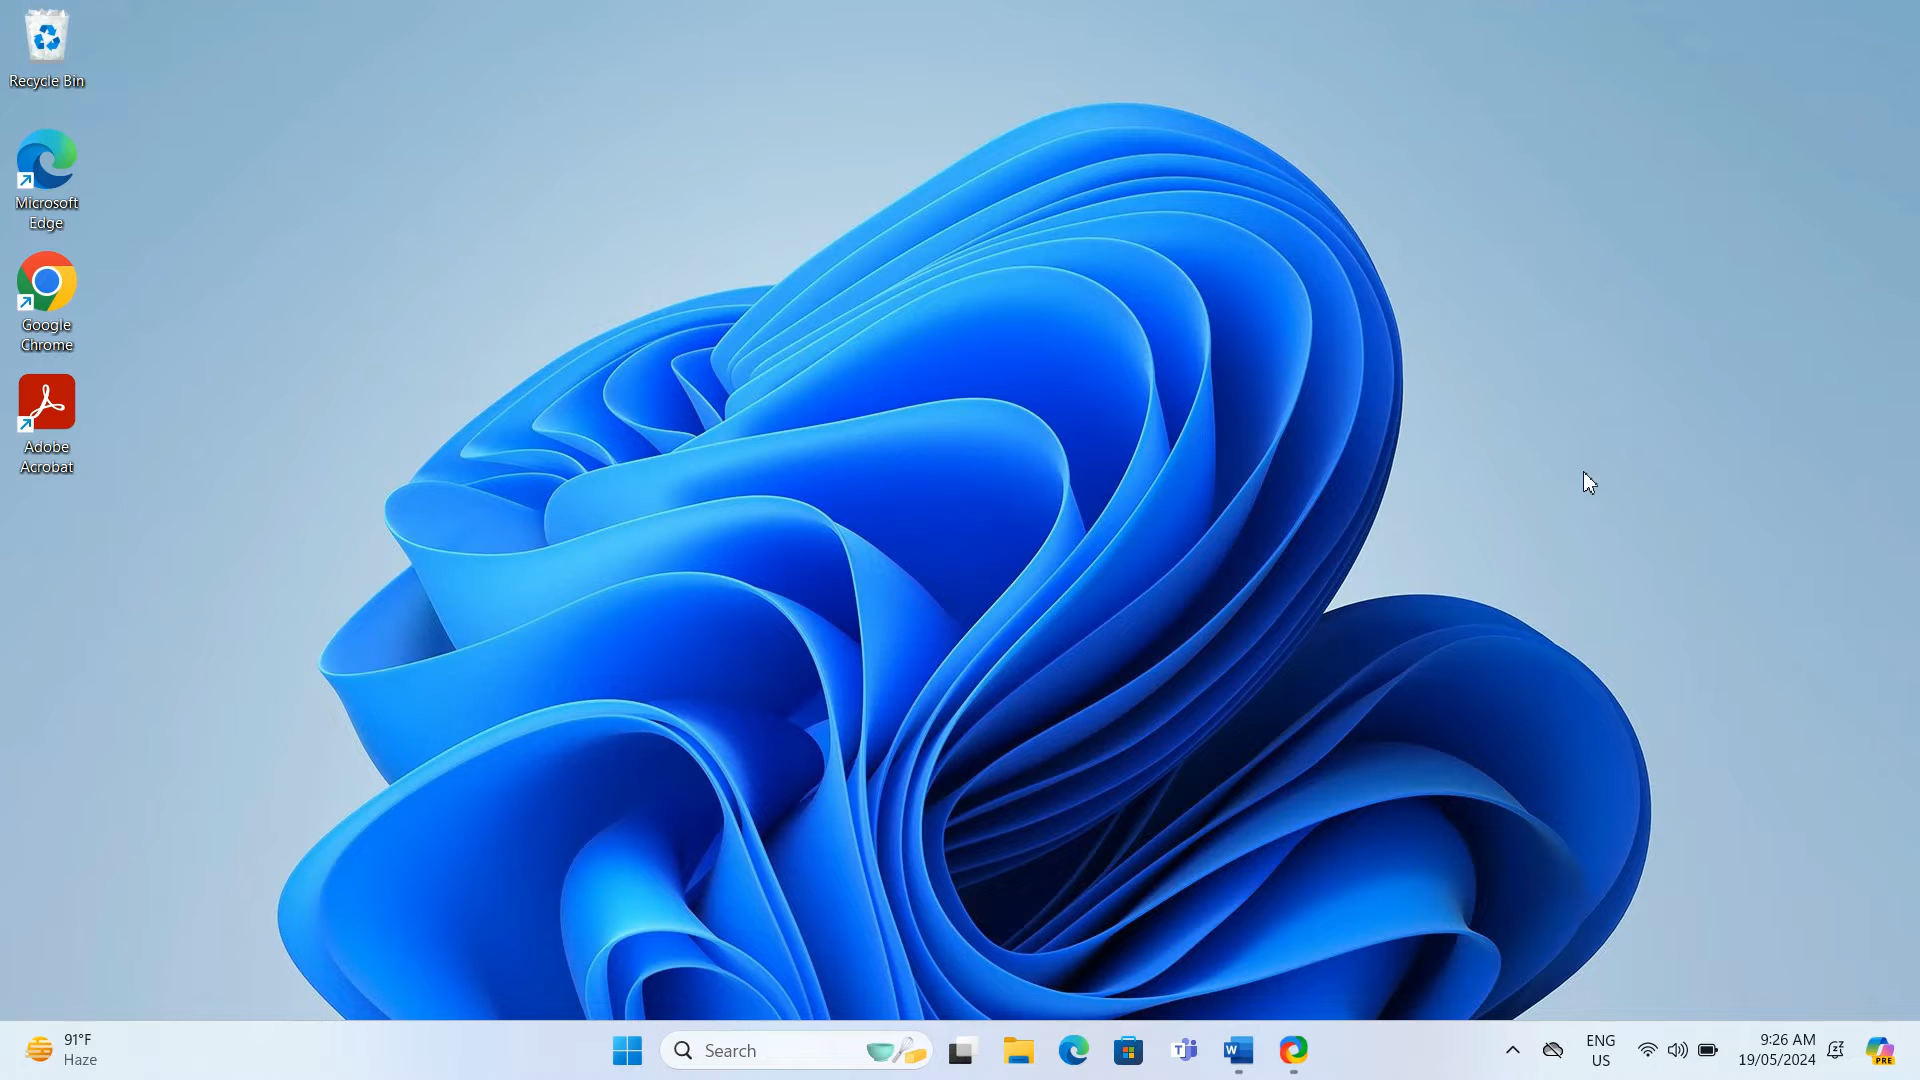 Recycle Bin
Microsoft
Edge
Google
Chrome
Adobe
Acrobat
91°F
Haze
Search
T
W
ENG
US
9:26 AM
19/05/2024
PRE